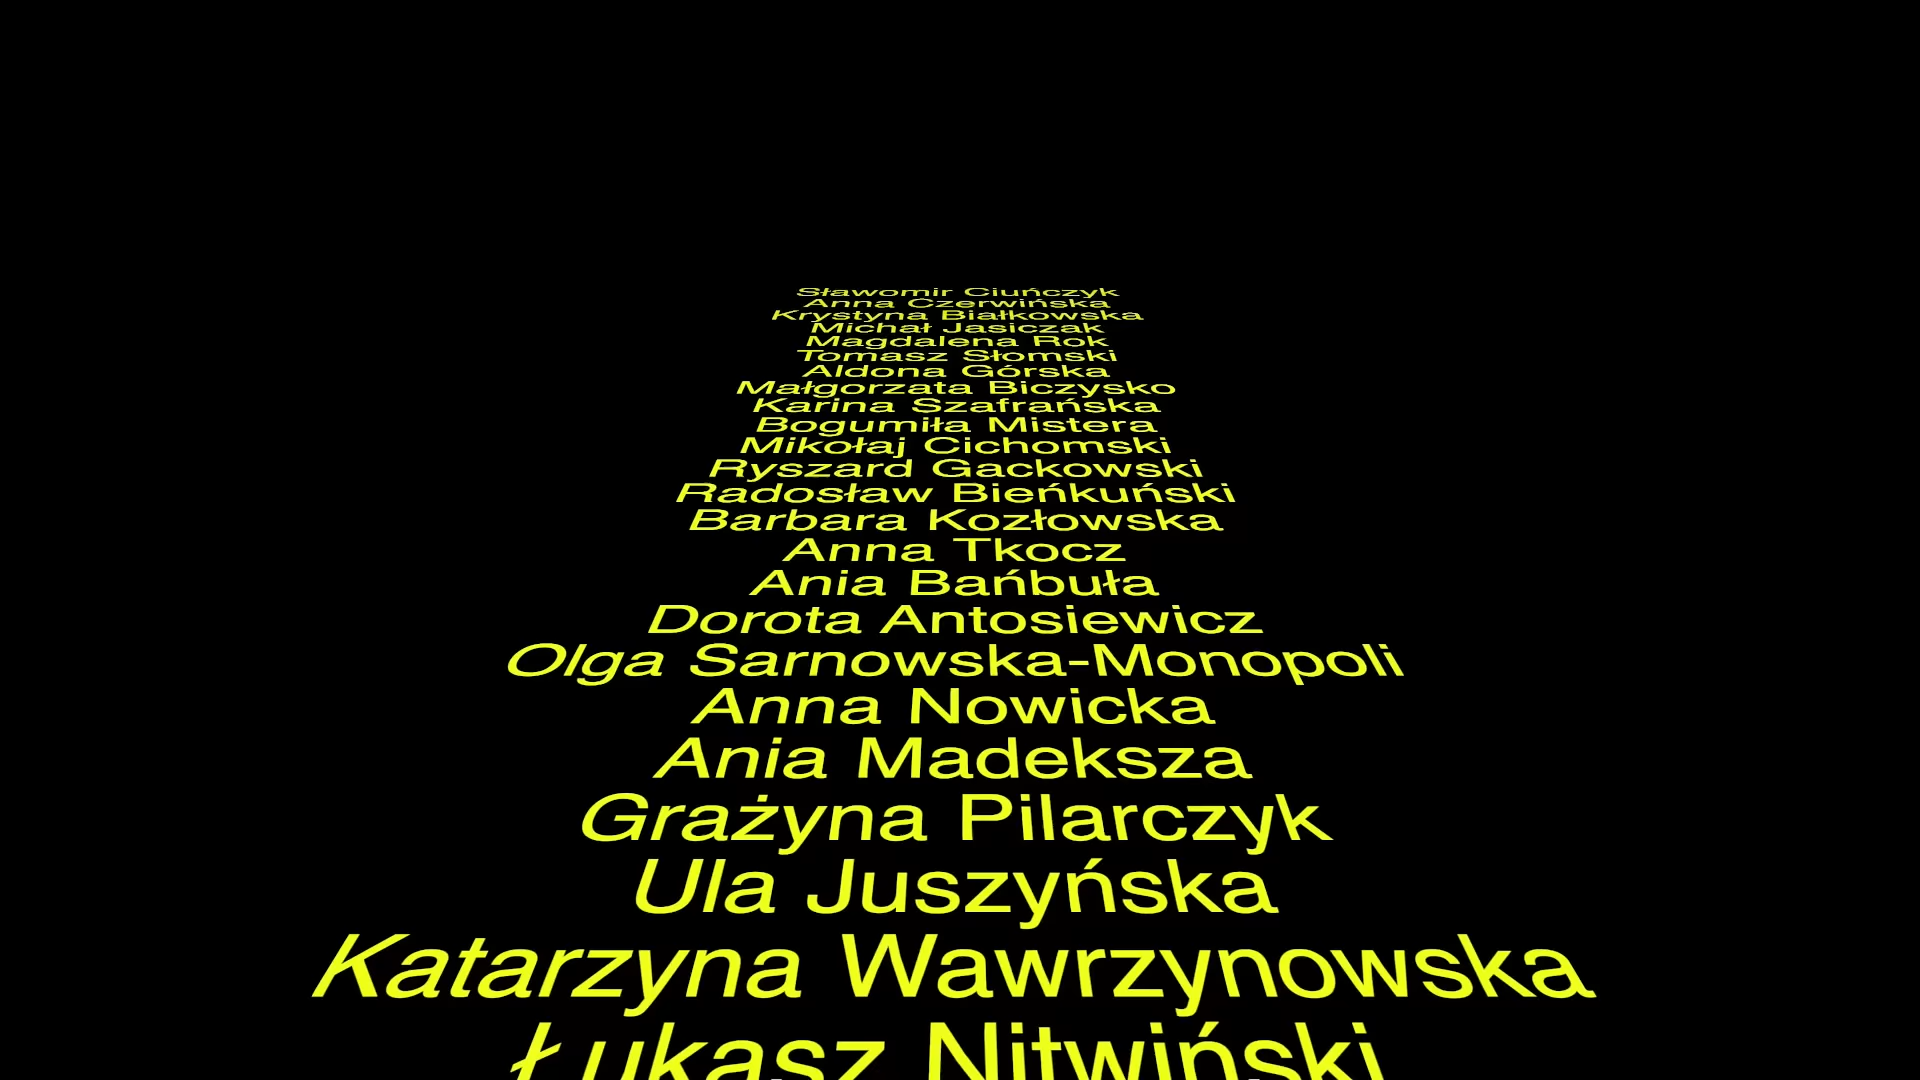 Sławomir Ciuńczyk
Anna Czerwińska
Krystyna Białkowska
Michał Jasiczak
Magdalena Rok
Tomasz Słomski
Aldona Górska
Małgorzata Biczysko
Karina Szafrańska
Bogumiła Mistera
Mikołaj Cichomski
Ryszard Gackowski
Radosław Bieńkuński
Barbara Kozłowska
Anna Tkocz
Ania Bańbuła
Dorota Antosiewicz
Olga Sarnowska-Monopoli
Anna Nowicka
Ania Madeksza
Grażyna Pilarczyk
Ula Juszyńska
Katarzyna Wawrzynowska
Łukasz Nitwiński